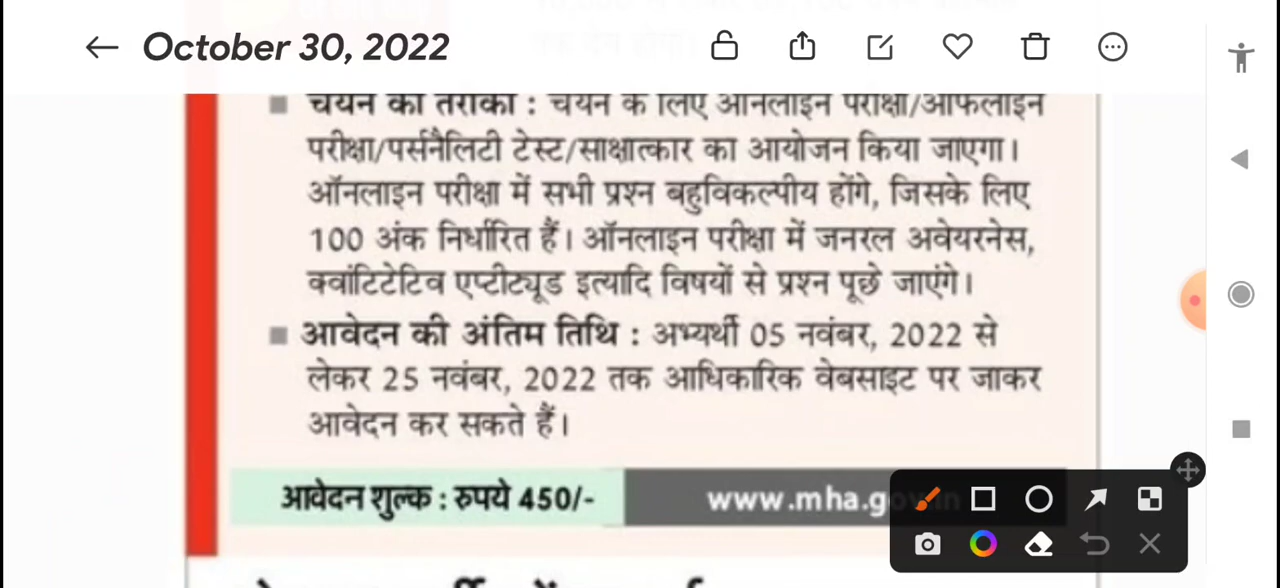 October 30, 2022
चयन का तरीका : चयन के लिए ऑनलाइन परीक्षा/ऑफलाइन
परीक्षा/पर्सनैलिटी टेस्ट/साक्षात्कार का आयोजन किया जाएगा।
ऑनलाइन परीक्षा में सभी प्रश्न बहुविकल्पीय होंगे, जिसके लिए
100 अंक निर्धारित हैं। ऑनलाइन परीक्षा में जनरल अवेयरनेस,
क्वांटिटेटिव एप्टीट्यूड इत्यादि विषयों से प्रश्न पूछे जाएंगे।
आवेदन की अंतिम तिथि : अभ्यर्थी 05 नवंबर, 2022 से
लेकर 25 नवंबर, 2022 तक आधिकारिक वेबसाइट पर जाकर
आवेदन कर सकते हैं।
आवेदन शुल्क : रुपये 450/-
www.mha.go